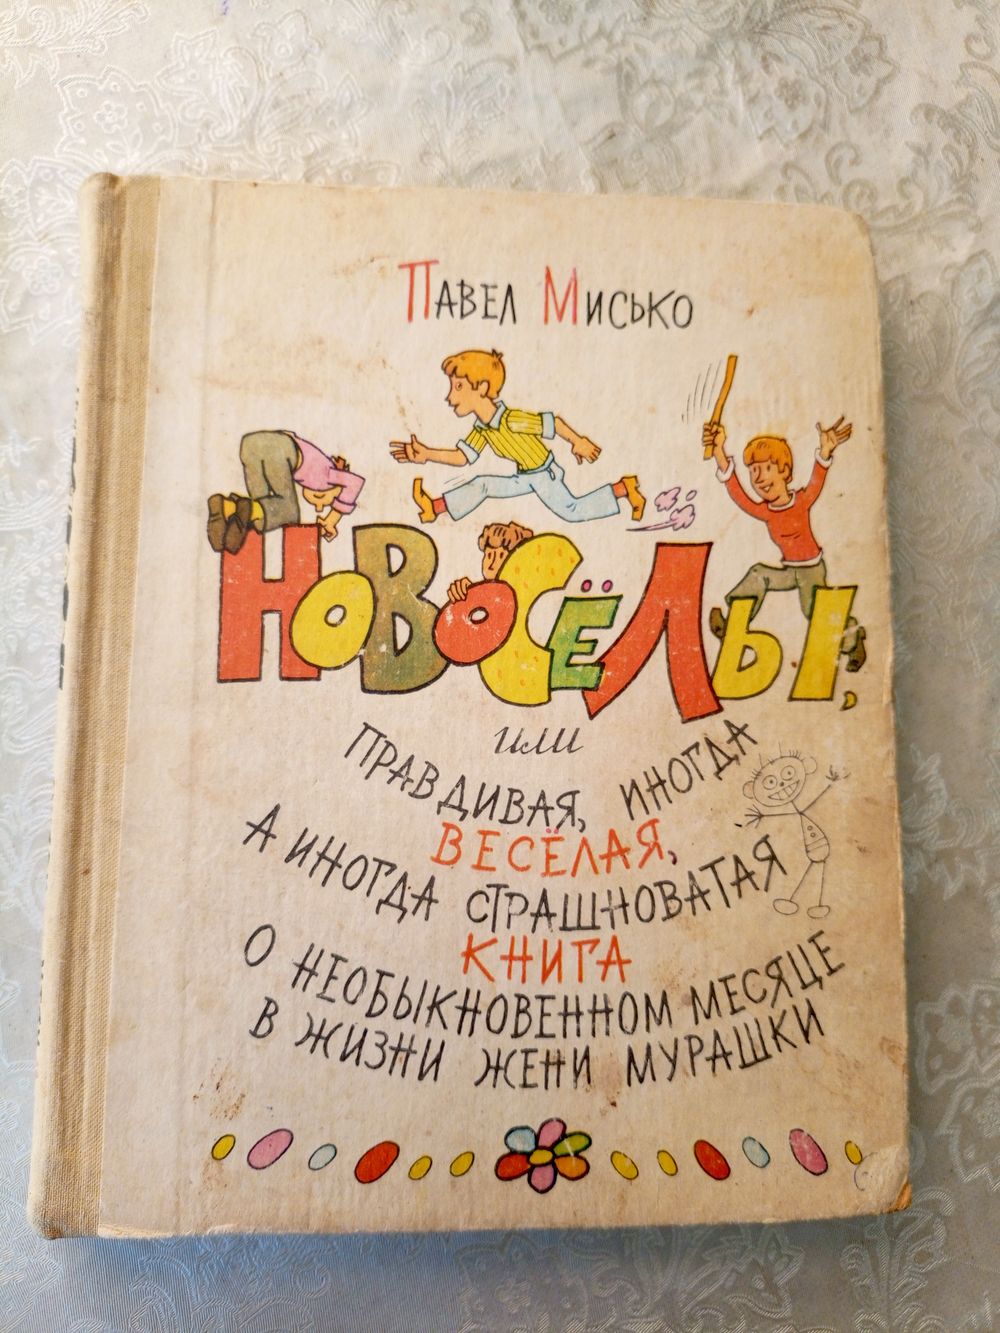 Павел Мисько
Новосёлы,
или
правдивая, иногда
весёлая,
а иногда страшноватая
книга
о необыкновенном месяце
в жизни Жени Мурашки